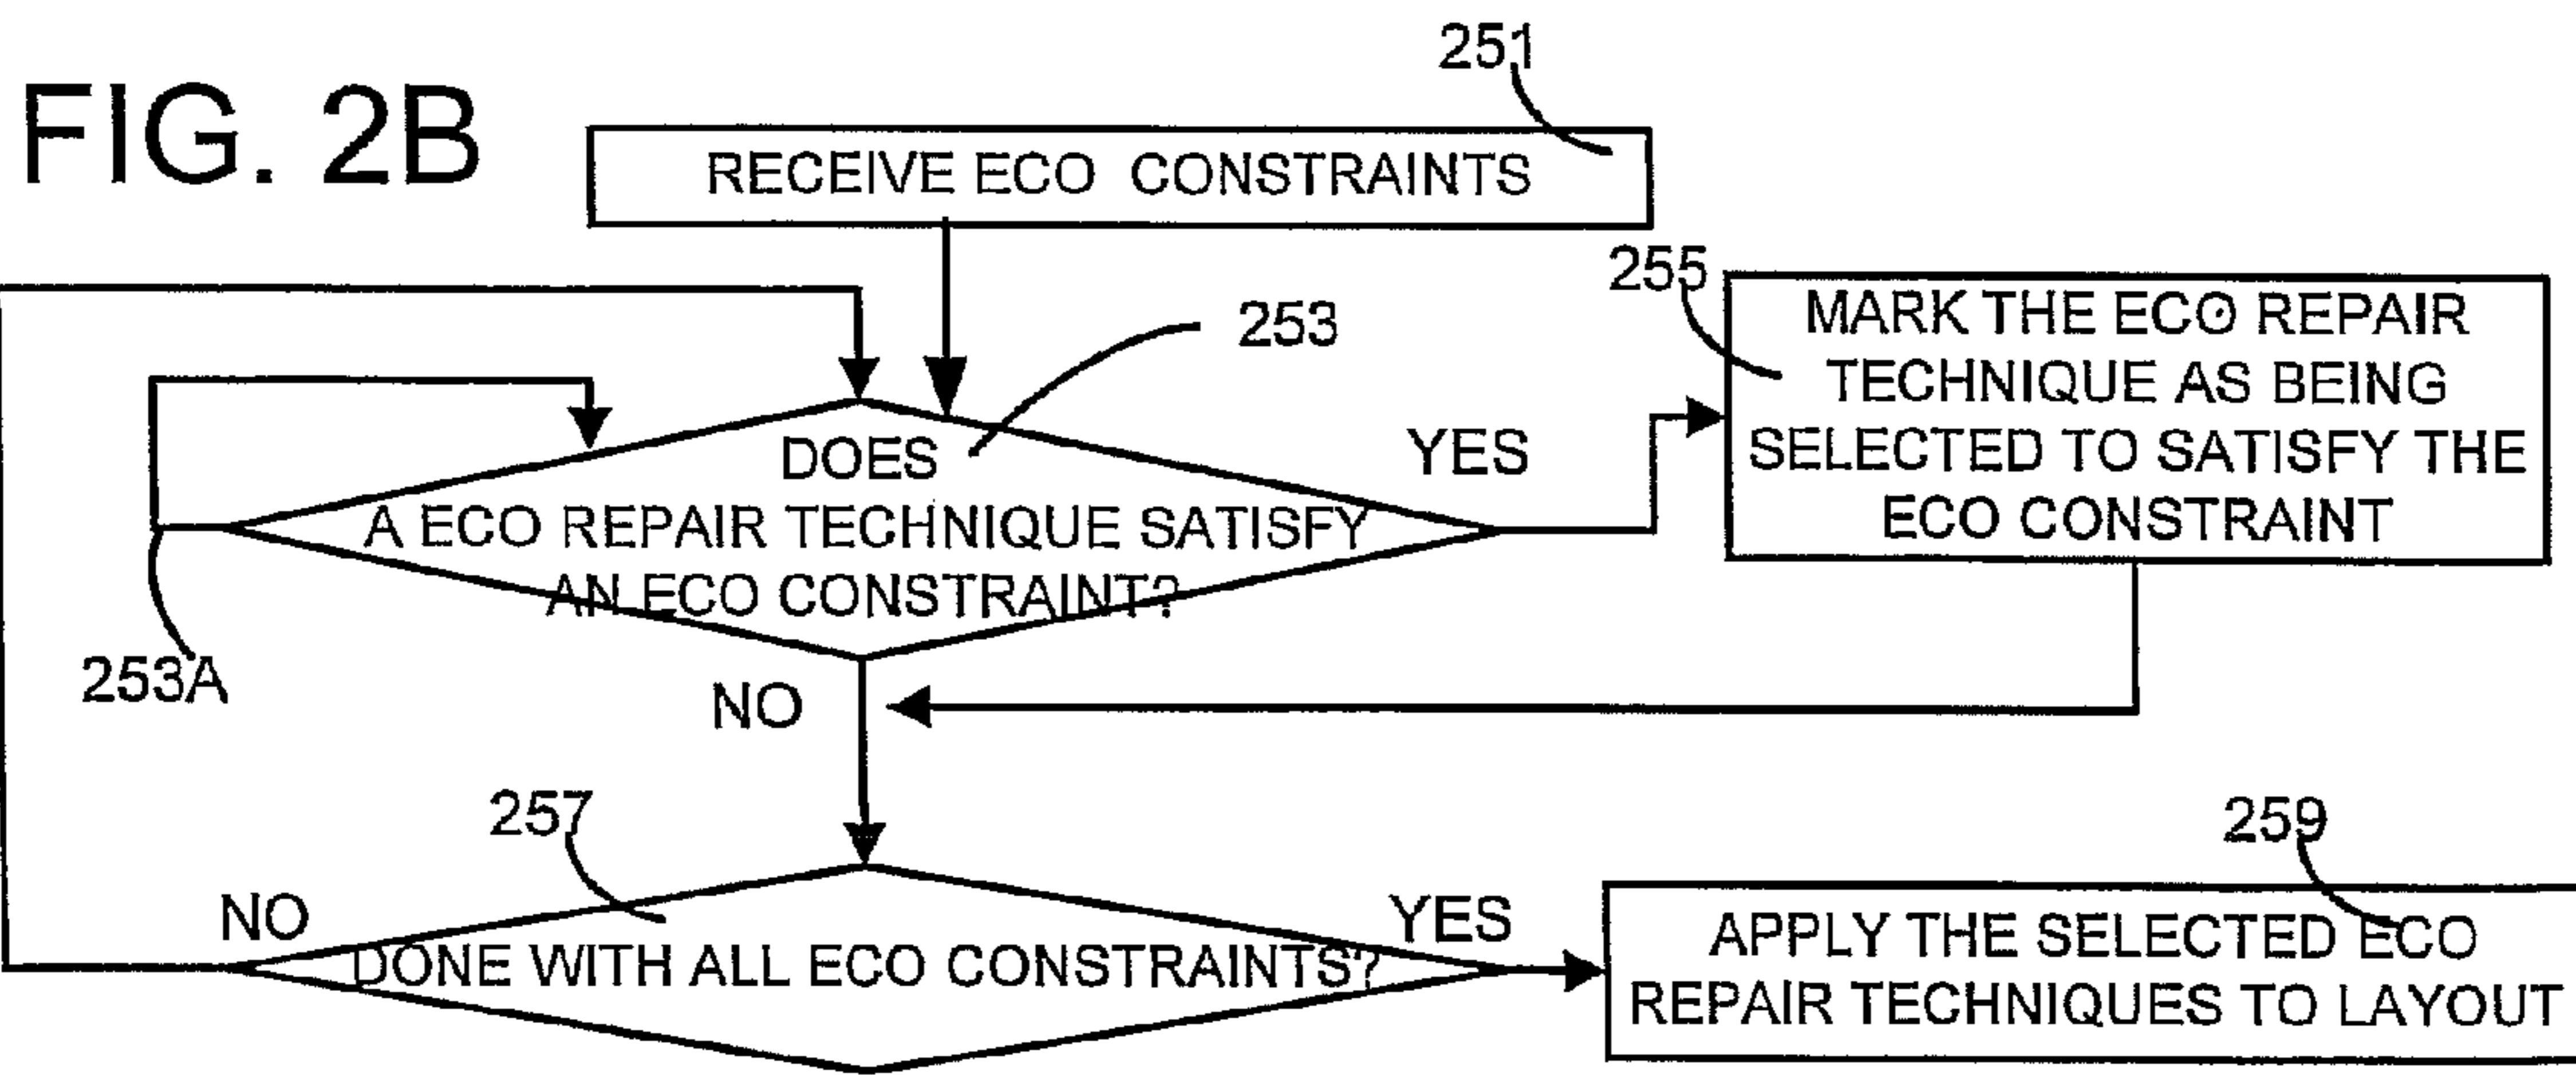 FIG. 2B
251
RECEIVE ECO CONSTRAINTS
253
DOES
A ECO REPAIR TECHNIQUE SATISFY
AN ECO CONSTRAINT?
YES
255
MARK THE ECO REPAIR
TECHNIQUE AS BEING
SELECTED TO SATISFY THE
ECO CONSTRAINT
253A
NO
257
NO
DONE WITH ALL ECO CONSTRAINTS?
YES
259
APPLY THE SELECTED ECO
REPAIR TECHNIQUES TO LAYOUT